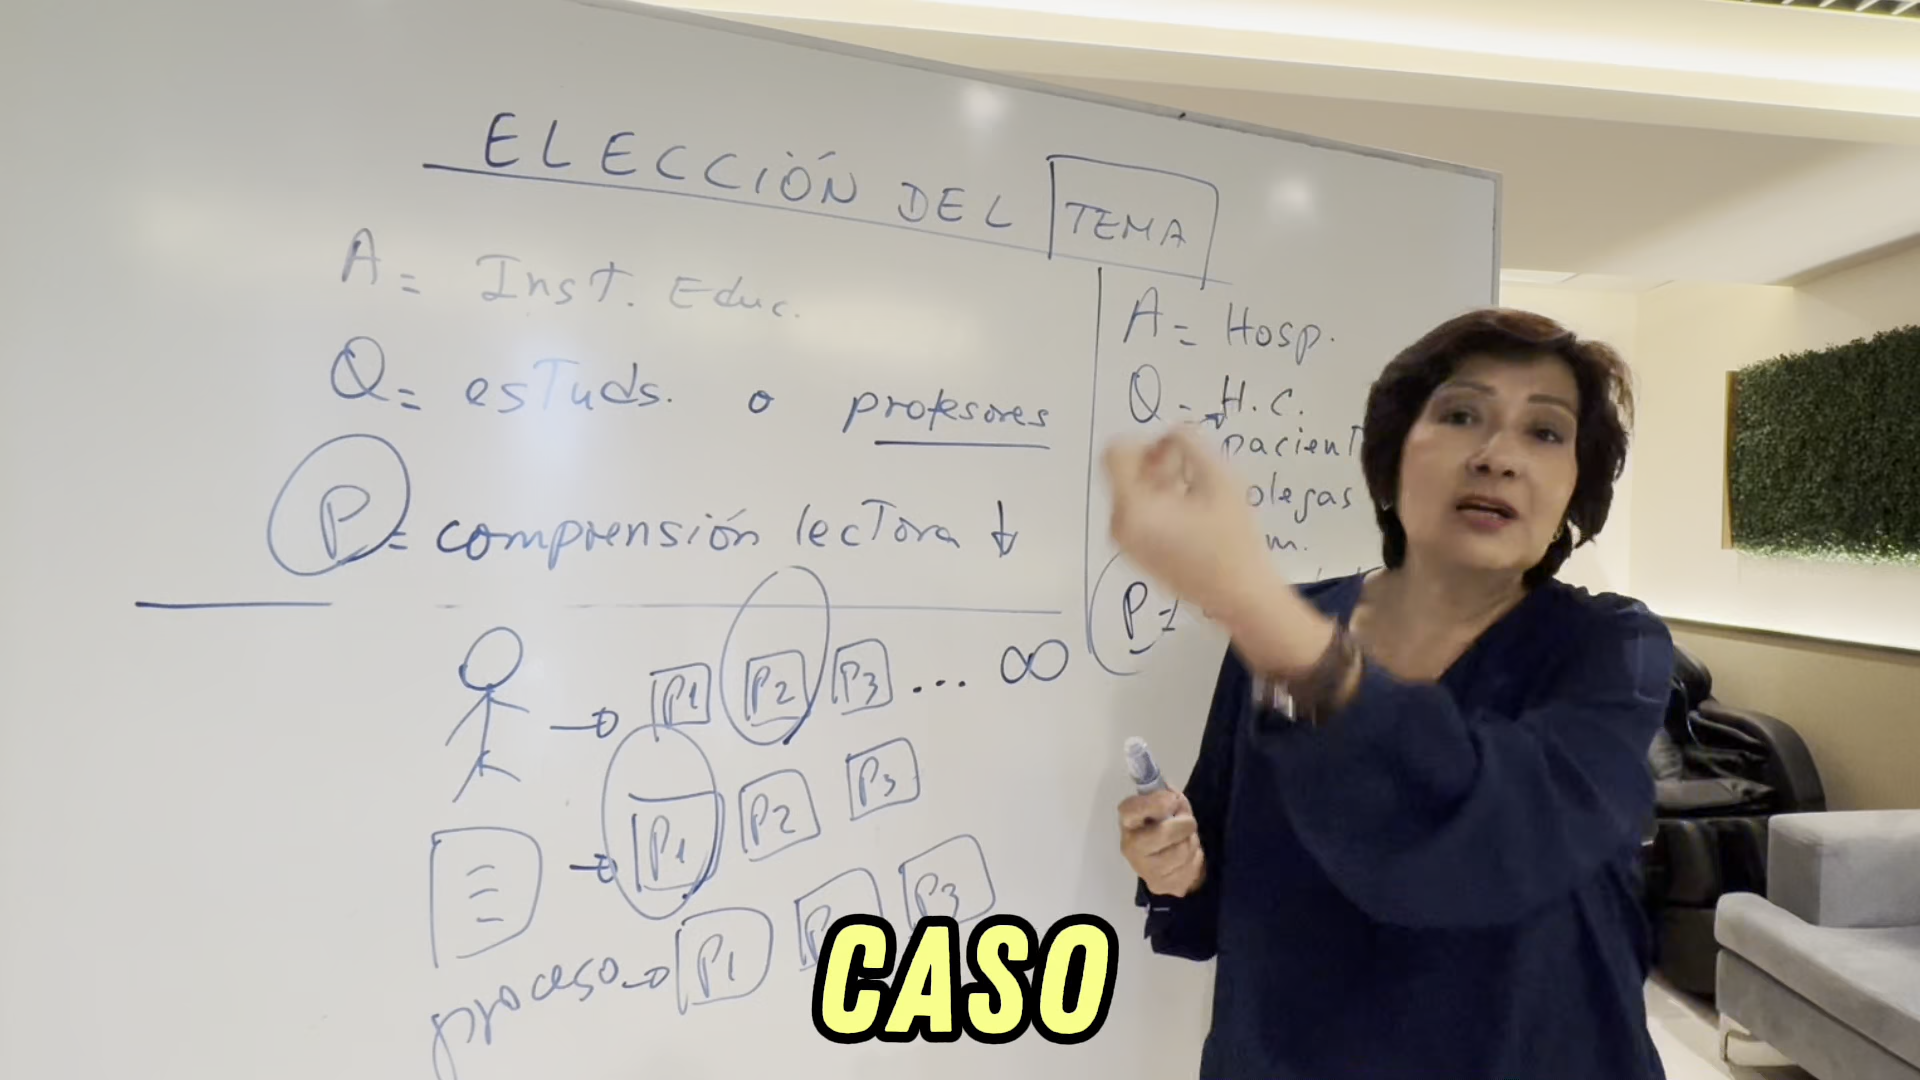 ELECCIÓN DEL TEMA
A = Inst. Educ.
Q = estuds. o profesores
P = comprensión lectora ↓
A = Hosp.
Q = H.C.
pacient
olegas
m.
P =
→ P1 P2 P3 ... ∞
→ P1 P2 P3
proceso → P1 P3
CASO